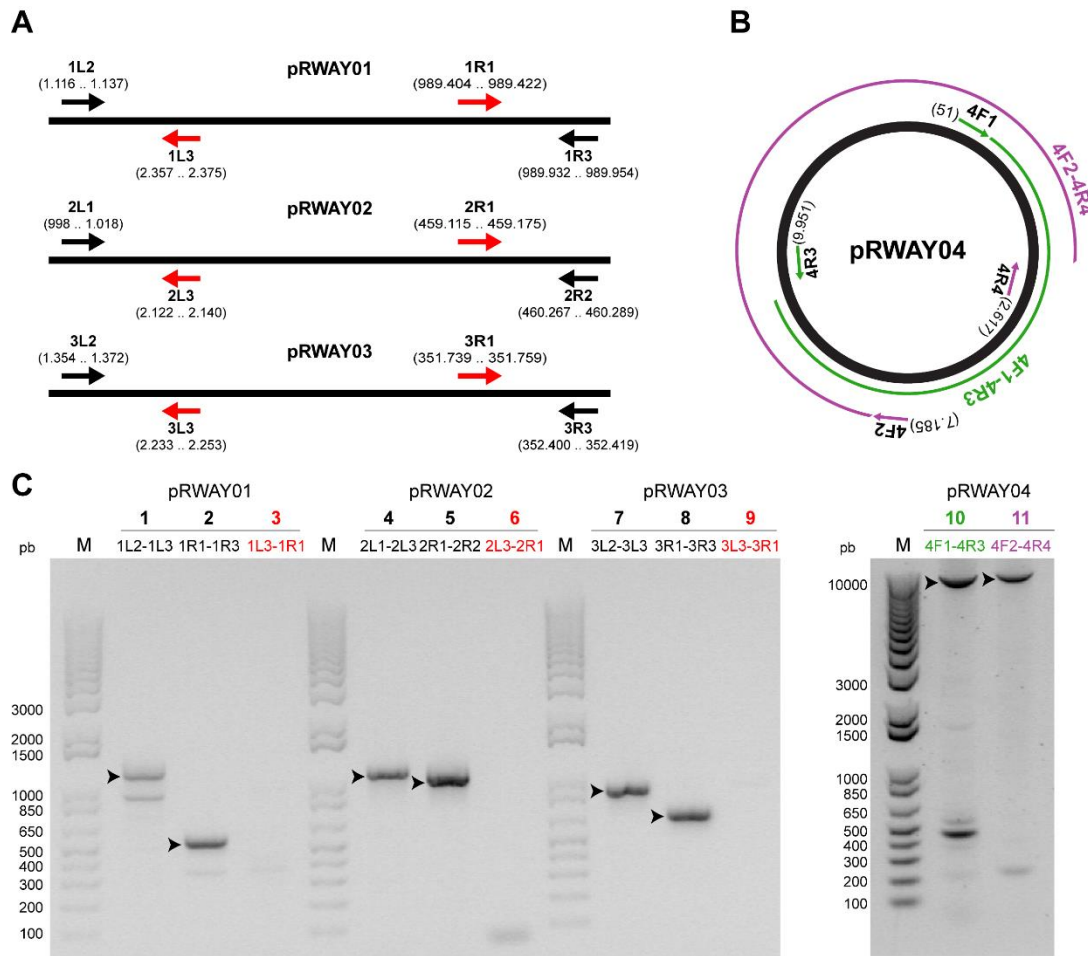 A
pRWAY01
1L2
(1.116 .. 1.137)
1R1
(989.404 .. 989.422)
1L3
(2.357 .. 2.375)
1R3
(989.932 .. 989.954)
pRWAY02
2L1
(998 .. 1.018)
2R1
(459.115 .. 459.175)
2L3
(2.122 .. 2.140)
2R2
(460.267 .. 460.289)
pRWAY03
3L2
(1.354 .. 1.372)
3R1
(351.739 .. 351.759)
3L3
(2.233 .. 2.253)
3R3
(352.400 .. 352.419)
B
(51) 4F1
4F2-4R4
(9.951)
4R3
pRWAY04
4R4
(2.617)
4F1-4R3
4F2 (7.185)
C
pRWAY01 pRWAY02 pRWAY03
1 2 3 4 5 6 7 8 9
pb M 1L2-1L3 1R1-1R3 1L3-1R1 M 2L1-2L3 2R1-2R2 2L3-2R1 M 3L2-3L3 3R1-3R3 3L3-3R1
3000
2000
1500
1000
850
650
500
400
300
200
100
pRWAY04
10 11
pb M 4F1-4R3 4F2-4R4
10000
3000
2000
1500
1000
850
650
500
400
300
200
100